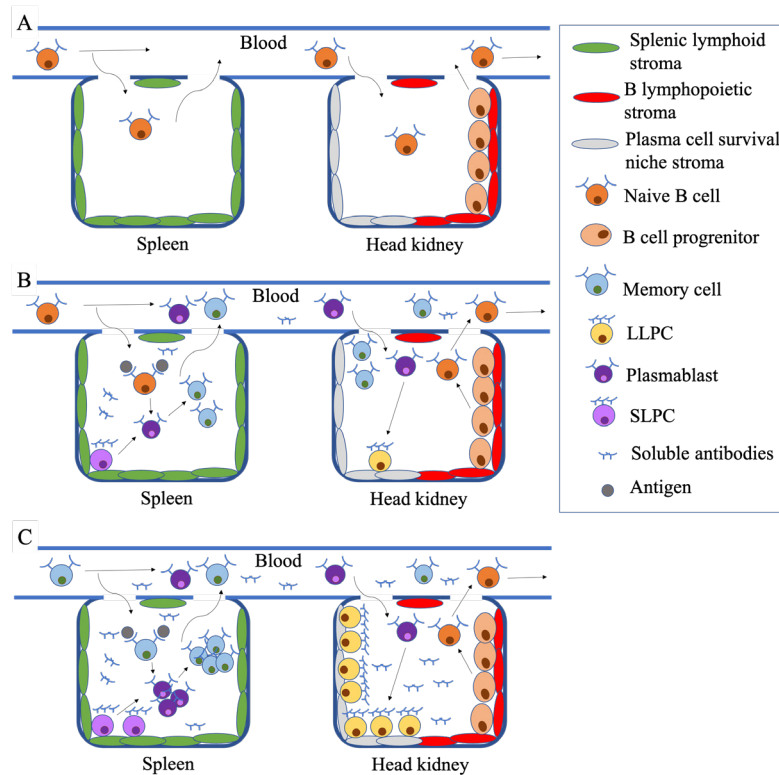 A
Blood
Spleen
Head kidney
B
Blood
Spleen
Head kidney
C
Blood
Spleen
Head kidney
Splenic lymphoid
stroma
B lymphopoietic
stroma
Plasma cell survival
niche stroma
Naive B cell
B cell progrenitor
Memory cell
LLPC
Plasmablast
SLPC
Soluble antibodies
Antigen